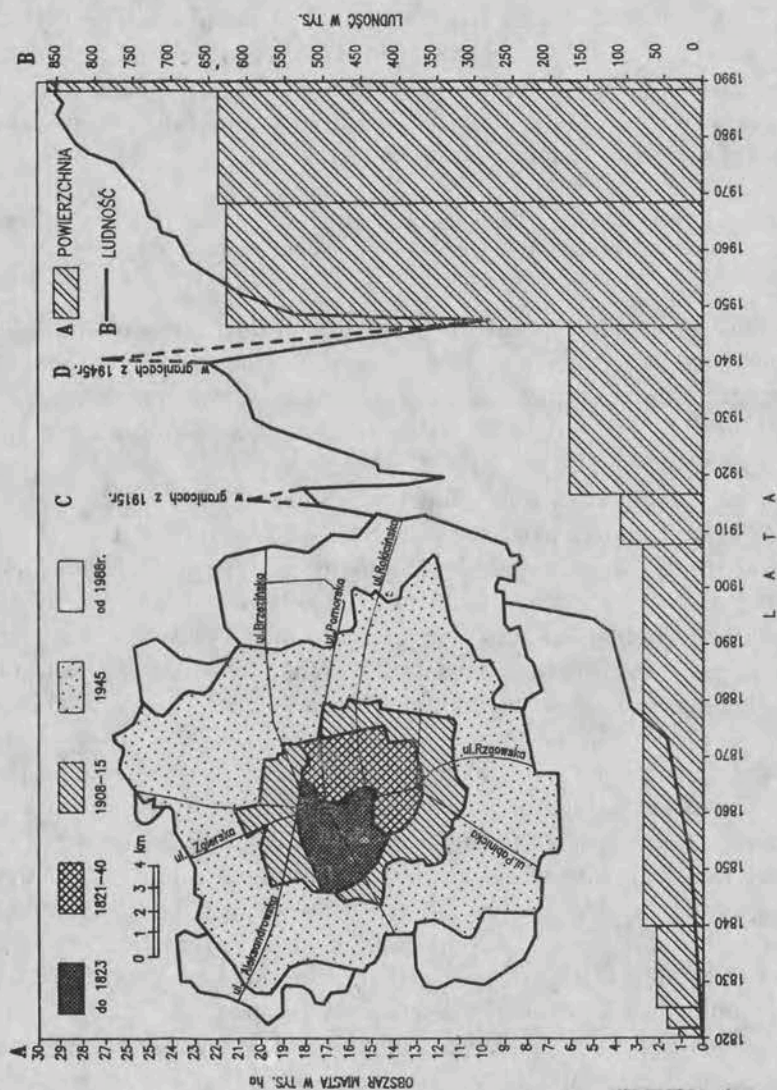 A
B
C
D
OBSZAR MIASTA W TYS. ha
30
29
28
27
26
25
24
23
22
21
20
19
18
17
16
15
14
13
12
11
10
9
8
7
6
5
4
3
2
1
0
do 1823
1821-40
1908-15
1945
od 1988r.
0 1 2 3 4 km
ul. Aleksandrowska
ul. Zgierska
ul.Brzezińska
ul.Pomorska
ul.Rokicińska
ul.Rzgowska
ul.Pabinicka
w granicach z 1915r.
w granicach z 1945r.
A POWIERZCHNIA
B LUDNOŚĆ
LUDNOŚĆ W TYS.
850
800
750
700
650
600
550
500
450
400
350
300
250
200
150
100
50
0
1820 1830 1840 1850 1860 1870 1880 1890 1900 1910 1920 1930 1940 1950 1960 1970 1980 1990
L A T A